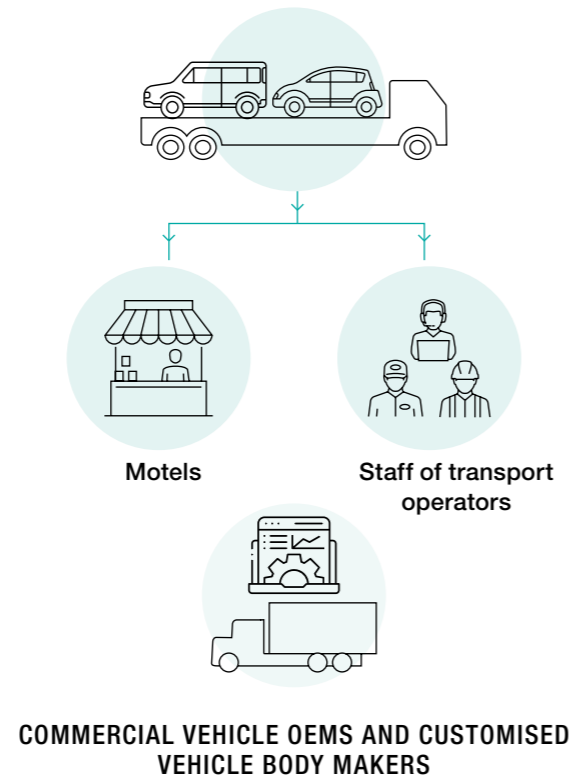 Motels
Staff of transport
operators
COMMERCIAL VEHICLE OEMS AND CUSTOMISED
VEHICLE BODY MAKERS